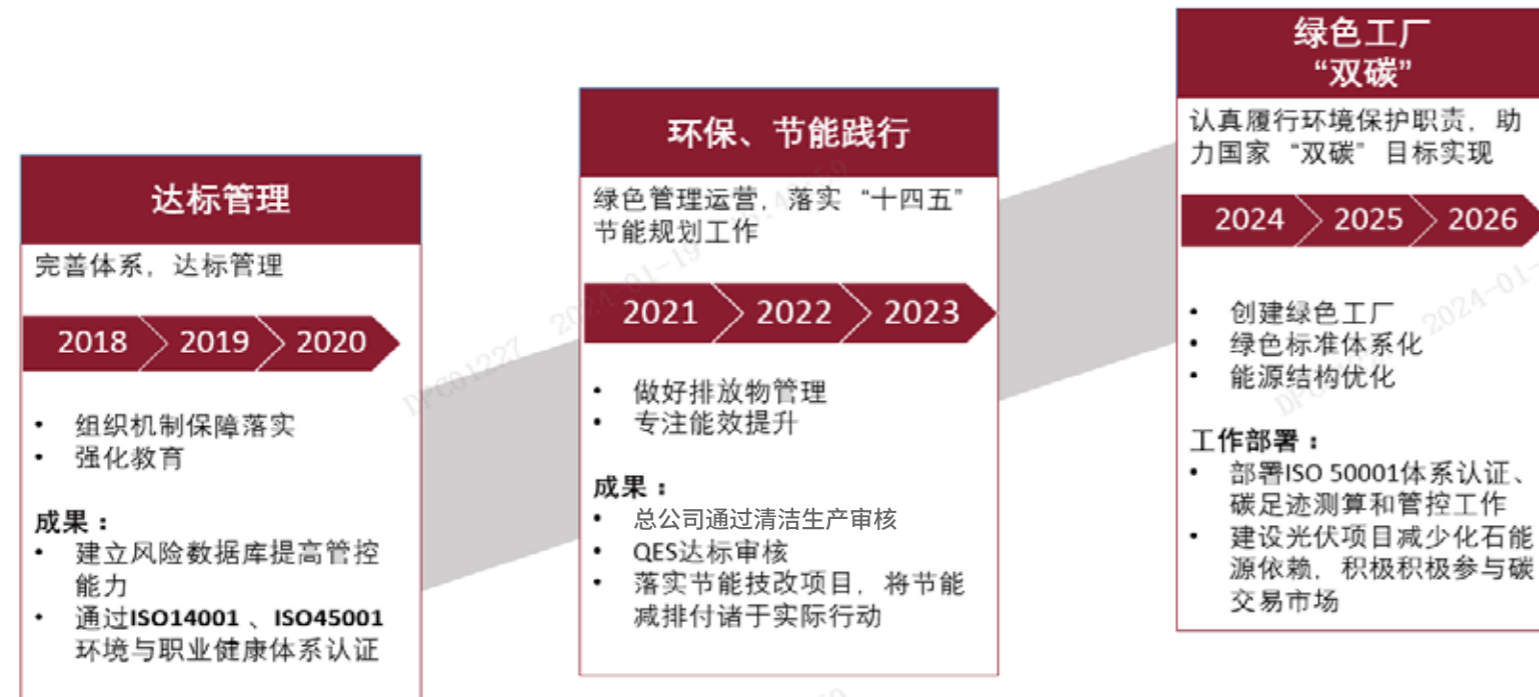 达标管理
完善体系，达标管理
2018 2019 2020
• 组织机制保障落实
• 强化教育
成果：
• 建立风险数据库提高管控
能力
• 通过ISO14001 、ISO45001
环境与职业健康体系认证
环保、节能践行
绿色管理运营，落实“十四五”
节能规划工作
2021 2022 2023
• 做好排放物管理
• 专注能效提升
成果：
• 总公司通过清洁生产审核
• QES达标审核
• 落实节能技改项目，将节能
减排付诸于实际行动
绿色工厂
“双碳”
认真履行环境保护职责，助
力国家“双碳”目标实现
2024 2025 2026
• 创建绿色工厂
• 绿色标准体系化
• 能源结构优化
工作部署：
• 部署ISO 50001体系认证、
碳足迹测算和管控工作
• 建设光伏项目减少化石能
源依赖，积极积极参与碳
交易市场
DPC01227 2024-01-19